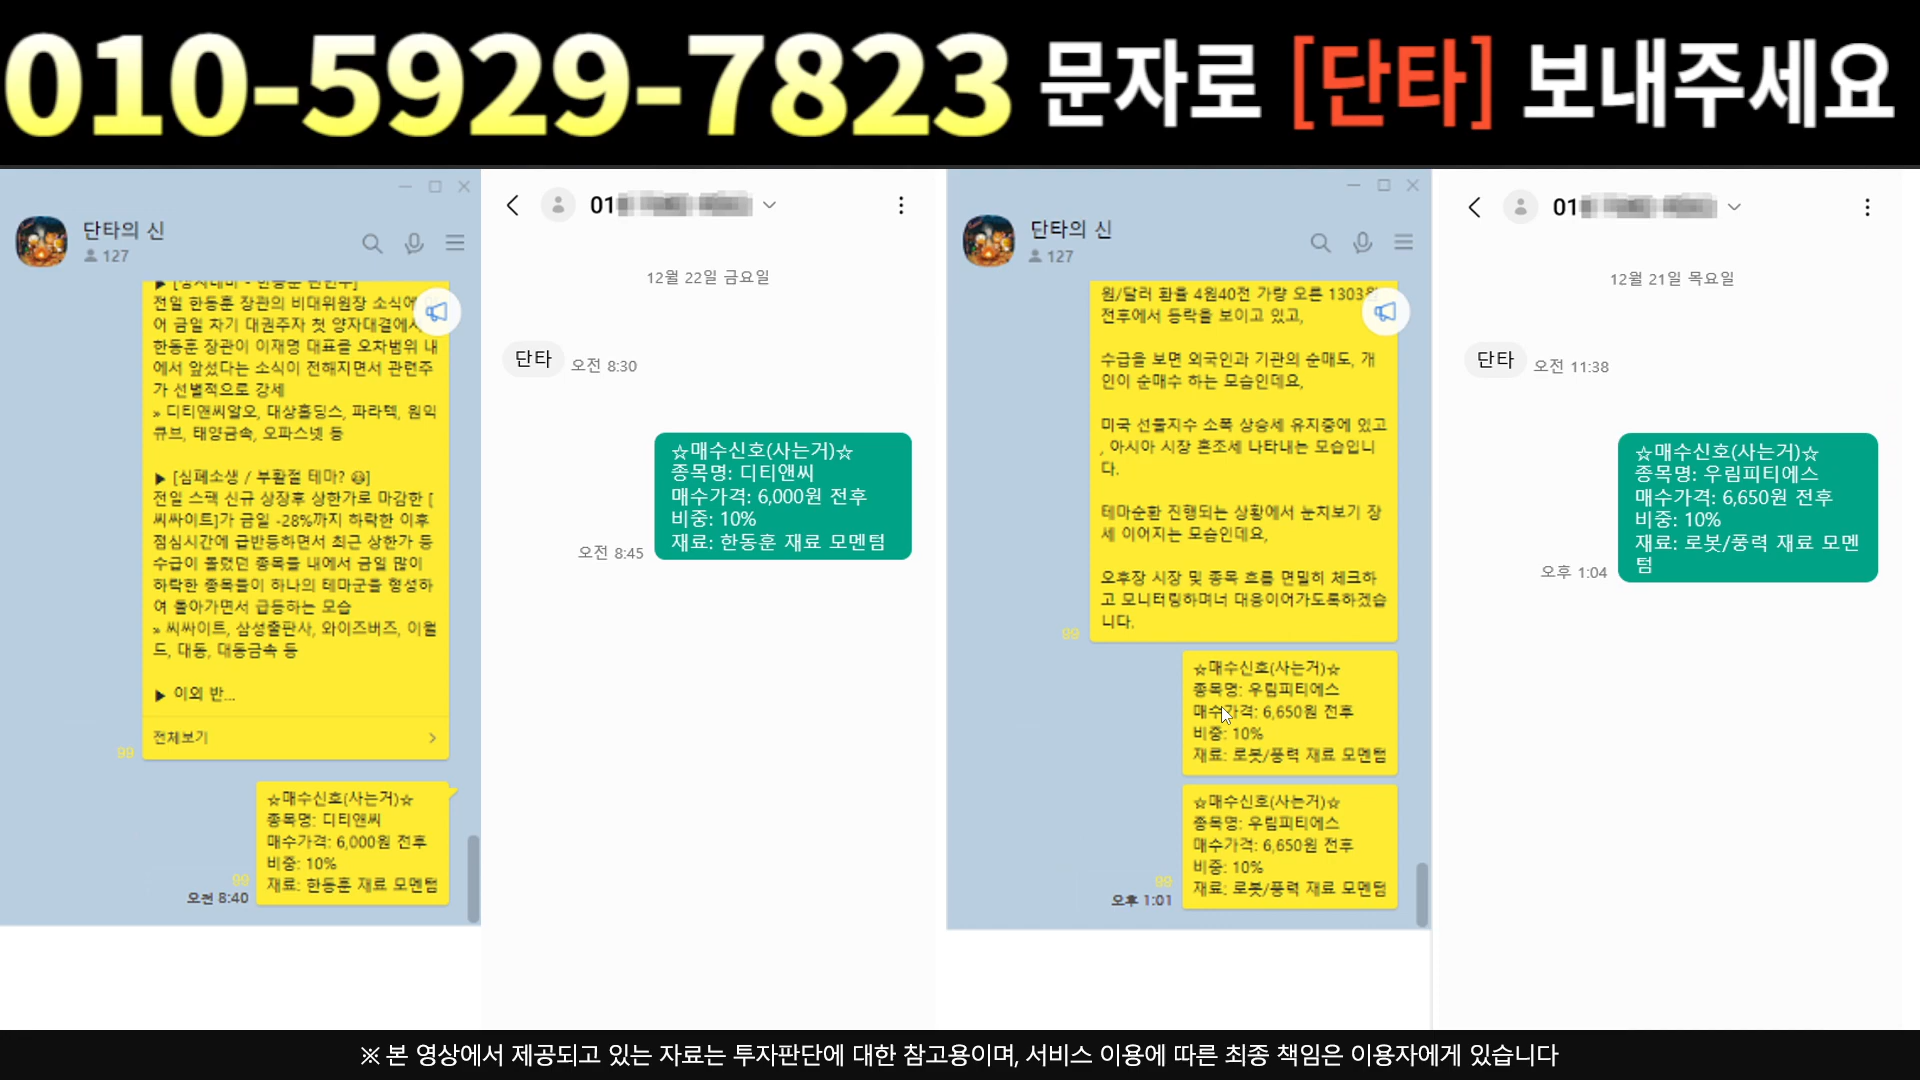 010-5929-7823 문자로 [단타] 보내주세요
단타의 신
127
전일 한동훈 장관의 비대위원장 소식에
어 금일 차기 대권주자 첫 양자대결에서
한동훈 장관이 이재명 대표를 오차범위 내
에서 앞섰다는 소식이 전해지면서 관련주
가 선별적으로 강세
» 디티앤씨알오, 대상홀딩스, 파라텍, 원익
큐브, 태양금속, 오파스넷 등
▶ [심폐소생 / 부활절 테마? 😂]
전일 스팩 신규 상장후 상한가로 마감한 [
씨싸이트]가 금일 -28%까지 하락한 이후
점심시간에 급반등하면서 최근 상한가 등
수급이 몰렸던 종목들 내에서 금일 많이
하락한 종목들이 하나의 테마군을 형성하
여 돌아가면서 급등하는 모습
» 씨싸이트, 삼성출판사, 와이즈버즈, 이월
드, 대동, 대동금속 등
▶ 이외 반...
전체보기
99
☆매수신호(사는거)☆
종목명: 디티앤씨
매수가격: 6,000원 전후
비중: 10%
재료: 한동훈 재료 모멘텀
99
오전 8:40
01
12월 22일 금요일
단타
오전 8:30
☆매수신호(사는거)☆
종목명: 디티앤씨
매수가격: 6,000원 전후
비중: 10%
재료: 한동훈 재료 모멘텀
오전 8:45
단타의 신
127
원/달러 환율 4원40전 가량 오른 1303원
전후에서 등락을 보이고 있고,
수급을 보면 외국인과 기관의 순매도, 개
인이 순매수 하는 모습인데요,
미국 선물지수 소폭 상승세 유지중에 있고
, 아시아 시장 혼조세 나타내는 모습입니
다.
테마순환 진행되는 상황에서 눈치보기 장
세 이어지는 모습인데요,
오후장 시장 및 종목 흐름 면밀히 체크하
고 모니터링하며너 대응이어가도록하겠습
니다.
99
☆매수신호(사는거)☆
종목명: 우림피티에스
매수가격: 6,650원 전후
비중: 10%
재료: 로봇/풍력 재료 모멘텀
☆매수신호(사는거)☆
종목명: 우림피티에스
매수가격: 6,650원 전후
비중: 10%
재료: 로봇/풍력 재료 모멘텀
99
오후 1:01
01
12월 21일 목요일
단타
오전 11:38
☆매수신호(사는거)☆
종목명: 우림피티에스
매수가격: 6,650원 전후
비중: 10%
재료: 로봇/풍력 재료 모멘
텀
오후 1:04
※ 본 영상에서 제공되고 있는 자료는 투자판단에 대한 참고용이며, 서비스 이용에 따른 최종 책임은 이용자에게 있습니다